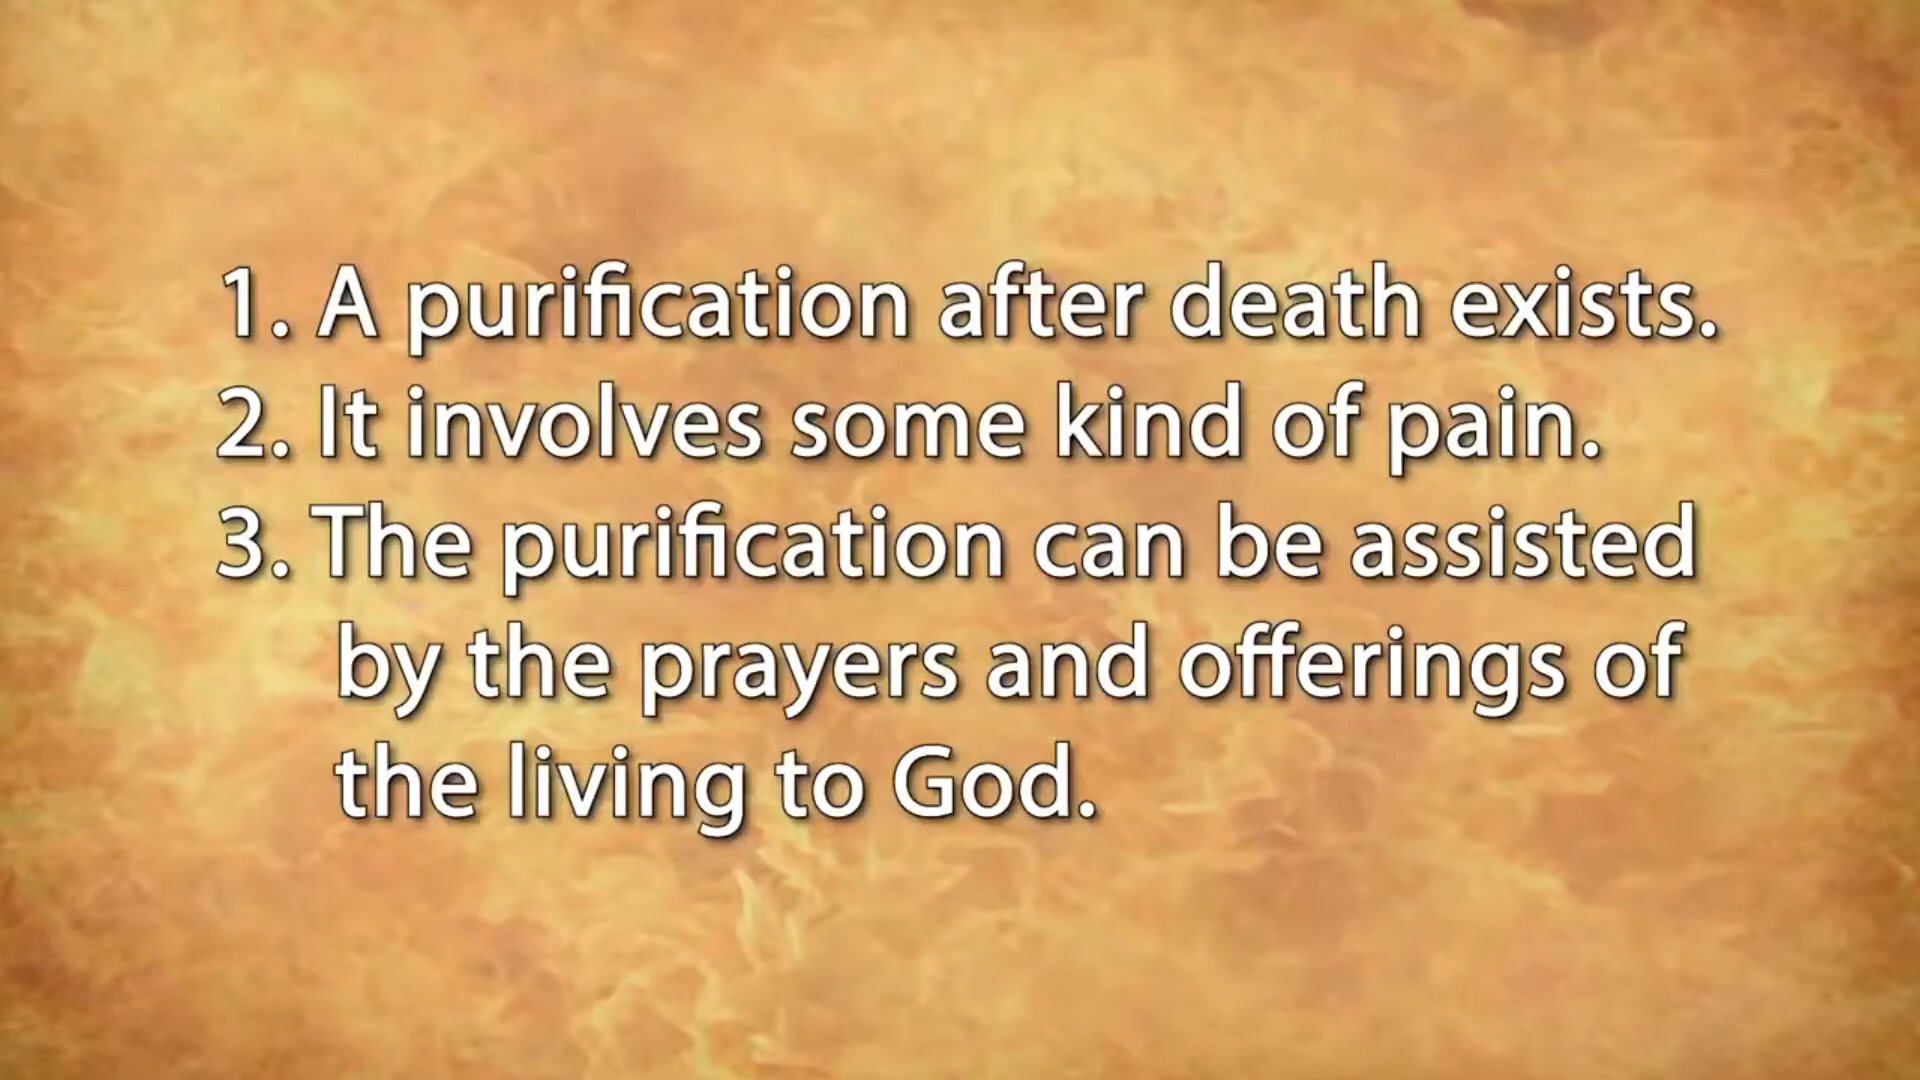 1. A purification after death exists.
2. It involves some kind of pain.
3. The purification can be assisted
by the prayers and offerings of
the living to God.